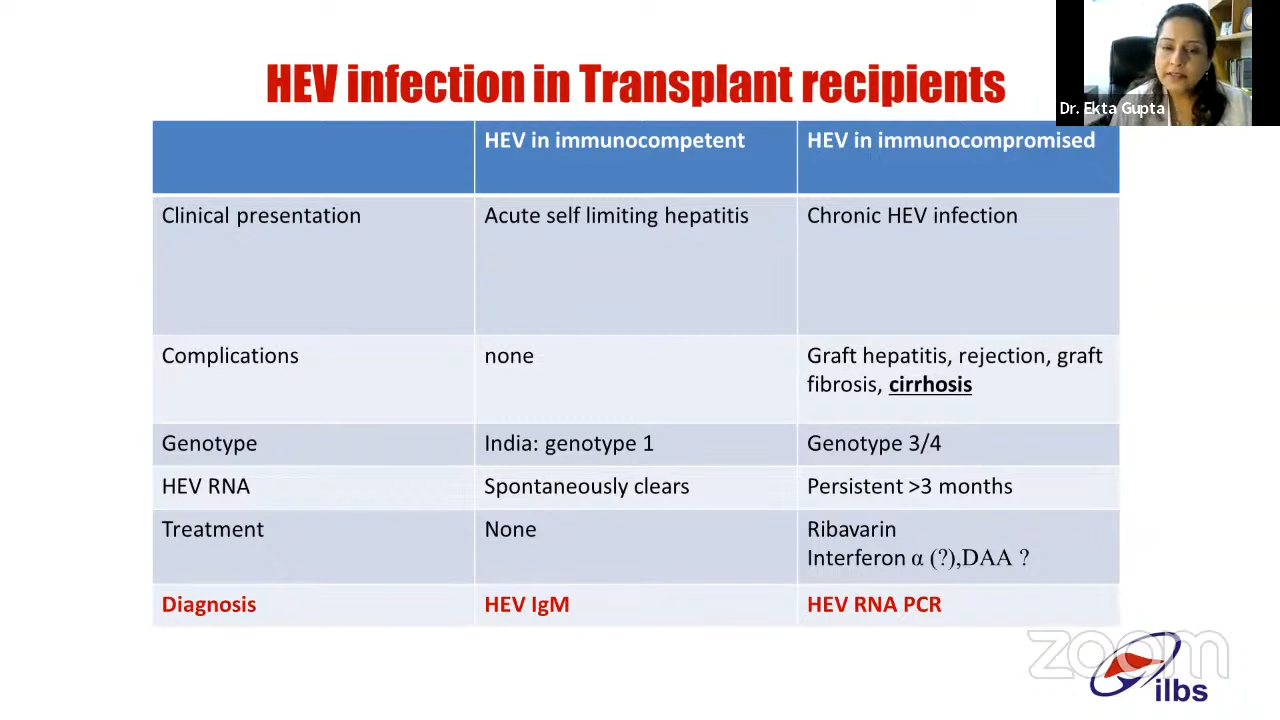 HEV infection in Transplant recipients
Dr. Ekta Gupta
HEV in immunocompetent
HEV in immunocompromised
Clinical presentation
Acute self limiting hepatitis
Chronic HEV infection
Complications
none
Graft hepatitis, rejection, graft
fibrosis, cirrhosis
Genotype
India: genotype 1
Genotype 3/4
HEV RNA
Spontaneously clears
Persistent >3 months
Treatment
None
Ribavarin
Interferon α (?),DAA ?
Diagnosis
HEV IgM
HEV RNA PCR
zoom
ilbs